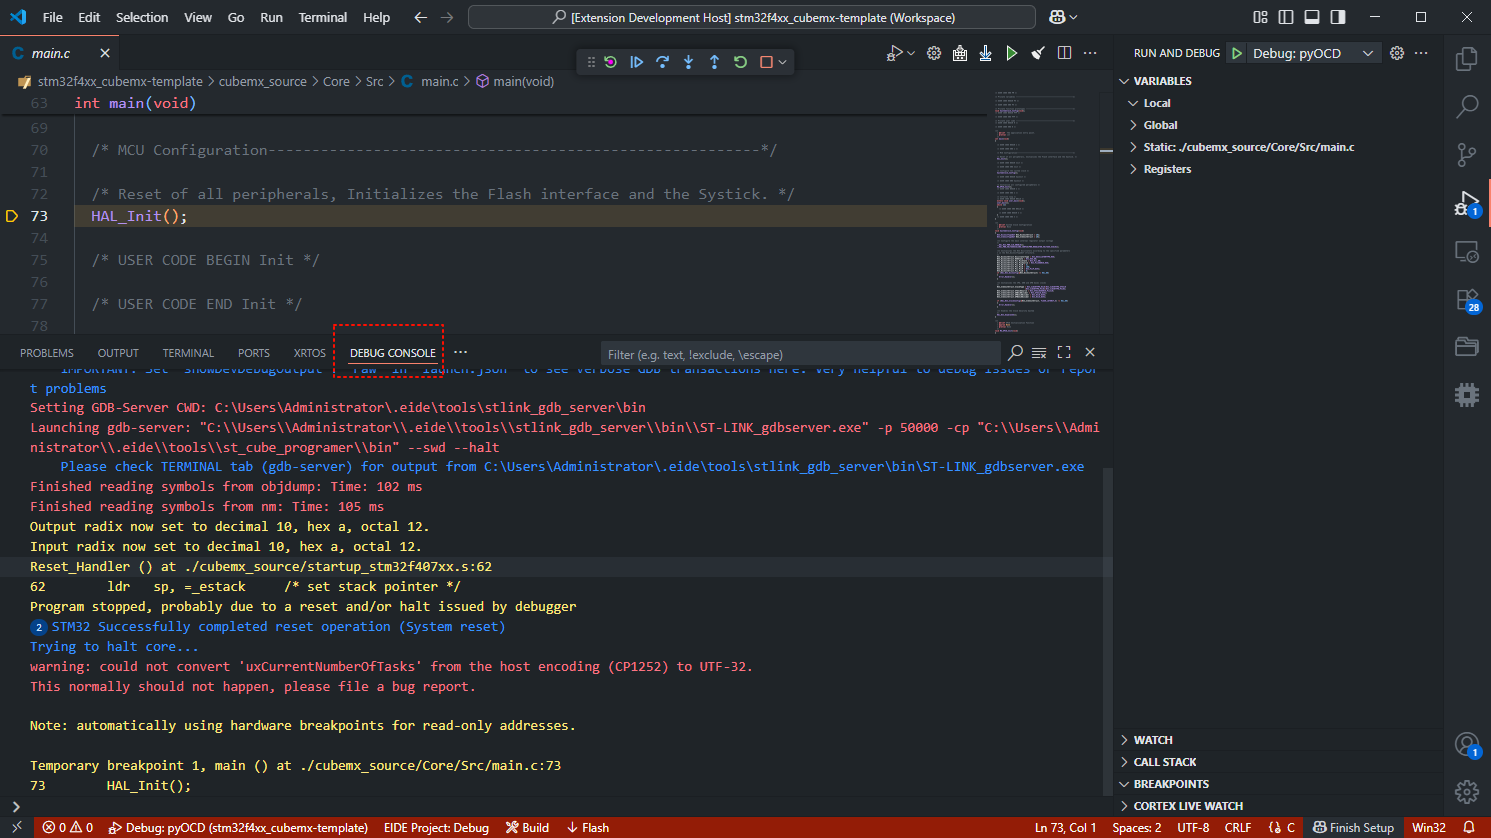 File Edit Selection View Go Run Terminal Help
[Extension Development Host] stm32f4xx_cubemx-template (Workspace)
main.c
RUN AND DEBUG Debug: pyOCD
stm32f4xx_cubemx-template > cubemx_source > Core > Src > main.c > main(void)
63 int main(void)
69
70 /* MCU Configuration---------------------------------------------------------*/
71
72 /* Reset of all peripherals, Initializes the Flash interface and the Systick. */
73 HAL_Init();
74
75 /* USER CODE BEGIN Init */
76
77 /* USER CODE END Init */
78
VARIABLES
Local
Global
Static: ./cubemx_source/Core/Src/main.c
Registers
1
28
PROBLEMS OUTPUT TERMINAL PORTS XRTOS DEBUG CONSOLE ...
Filter (e.g. text, !exclude, \escape)
IMPORTANT: Set "showDevDebugOutput": "raw" in "launch.json" to see verbose GDB transactions here. Very helpful to debug issues or repor
t problems
Setting GDB-Server CWD: C:\Users\Administrator\.eide\tools\stlink_gdb_server\bin
Launching gdb-server: "C:\\Users\\Administrator\\.eide\\tools\\stlink_gdb_server\\bin\\ST-LINK_gdbserver.exe" -p 50000 -cp "C:\\Users\\Admi
nistrator\\.eide\\tools\\st_cube_programer\\bin" --swd --halt
Please check TERMINAL tab (gdb-server) for output from C:\Users\Administrator\.eide\tools\stlink_gdb_server\bin\ST-LINK_gdbserver.exe
Finished reading symbols from objdump: Time: 102 ms
Finished reading symbols from nm: Time: 105 ms
Output radix now set to decimal 10, hex a, octal 12.
Input radix now set to decimal 10, hex a, octal 12.
Reset_Handler () at ./cubemx_source/startup_stm32f407xx.s:62
62 ldr sp, =_estack /* set stack pointer */
Program stopped, probably due to a reset and/or halt issued by debugger
2 STM32 Successfully completed reset operation (System reset)
Trying to halt core...
warning: could not convert 'uxCurrentNumberOfTasks' from the host encoding (CP1252) to UTF-32.
This normally should not happen, please file a bug report.
Note: automatically using hardware breakpoints for read-only addresses.
Temporary breakpoint 1, main () at ./cubemx_source/Core/Src/main.c:73
73 HAL_Init();
WATCH
CALL STACK
BREAKPOINTS
CORTEX LIVE WATCH
1
0 0 Debug: pyOCD (stm32f4xx_cubemx-template) EIDE Project: Debug Build Flash Ln 73, Col 1 Spaces: 2 UTF-8 CRLF C Finish Setup Win32